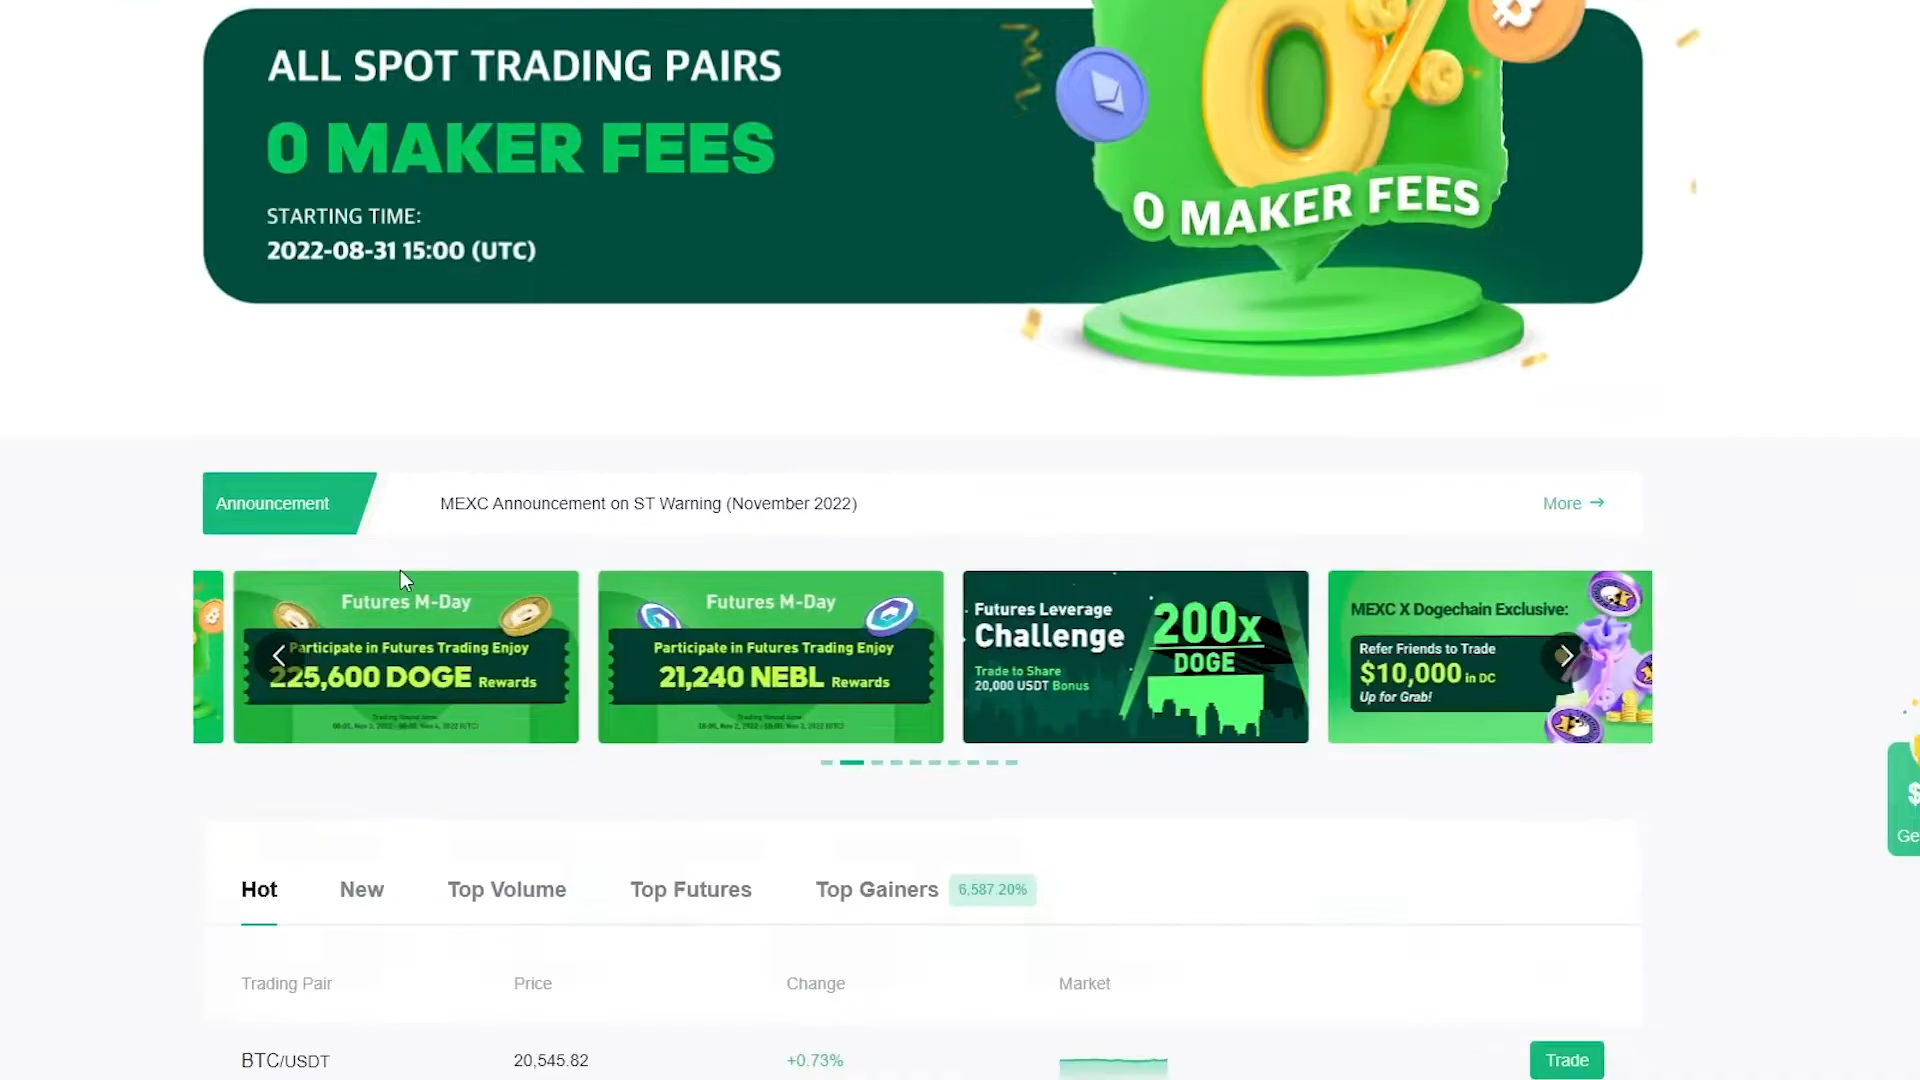 ALL SPOT TRADING PAIRS
0 MAKER FEES
STARTING TIME:
2022-08-31 15:00 (UTC)
0%
0 MAKER FEES
Announcement
MEXC Announcement on ST Warning (November 2022)
More →
Futures M-Day
Participate in Futures Trading Enjoy
225,600 DOGE Rewards
Futures M-Day
Participate in Futures Trading Enjoy
21,240 NEBL Rewards
Futures Leverage
Challenge
Trade to Share
20,000 USDT Bonus
200x
DOGE
MEXC X Dogechain Exclusive:
Refer Friends to Trade
$10,000 in DC
Up for Grab!
$
Ge
Hot
New
Top Volume
Top Futures
Top Gainers
6,587.20%
Trading Pair
Price
Change
Market
BTC/USDT
20,545.82
+0.73%
Trade